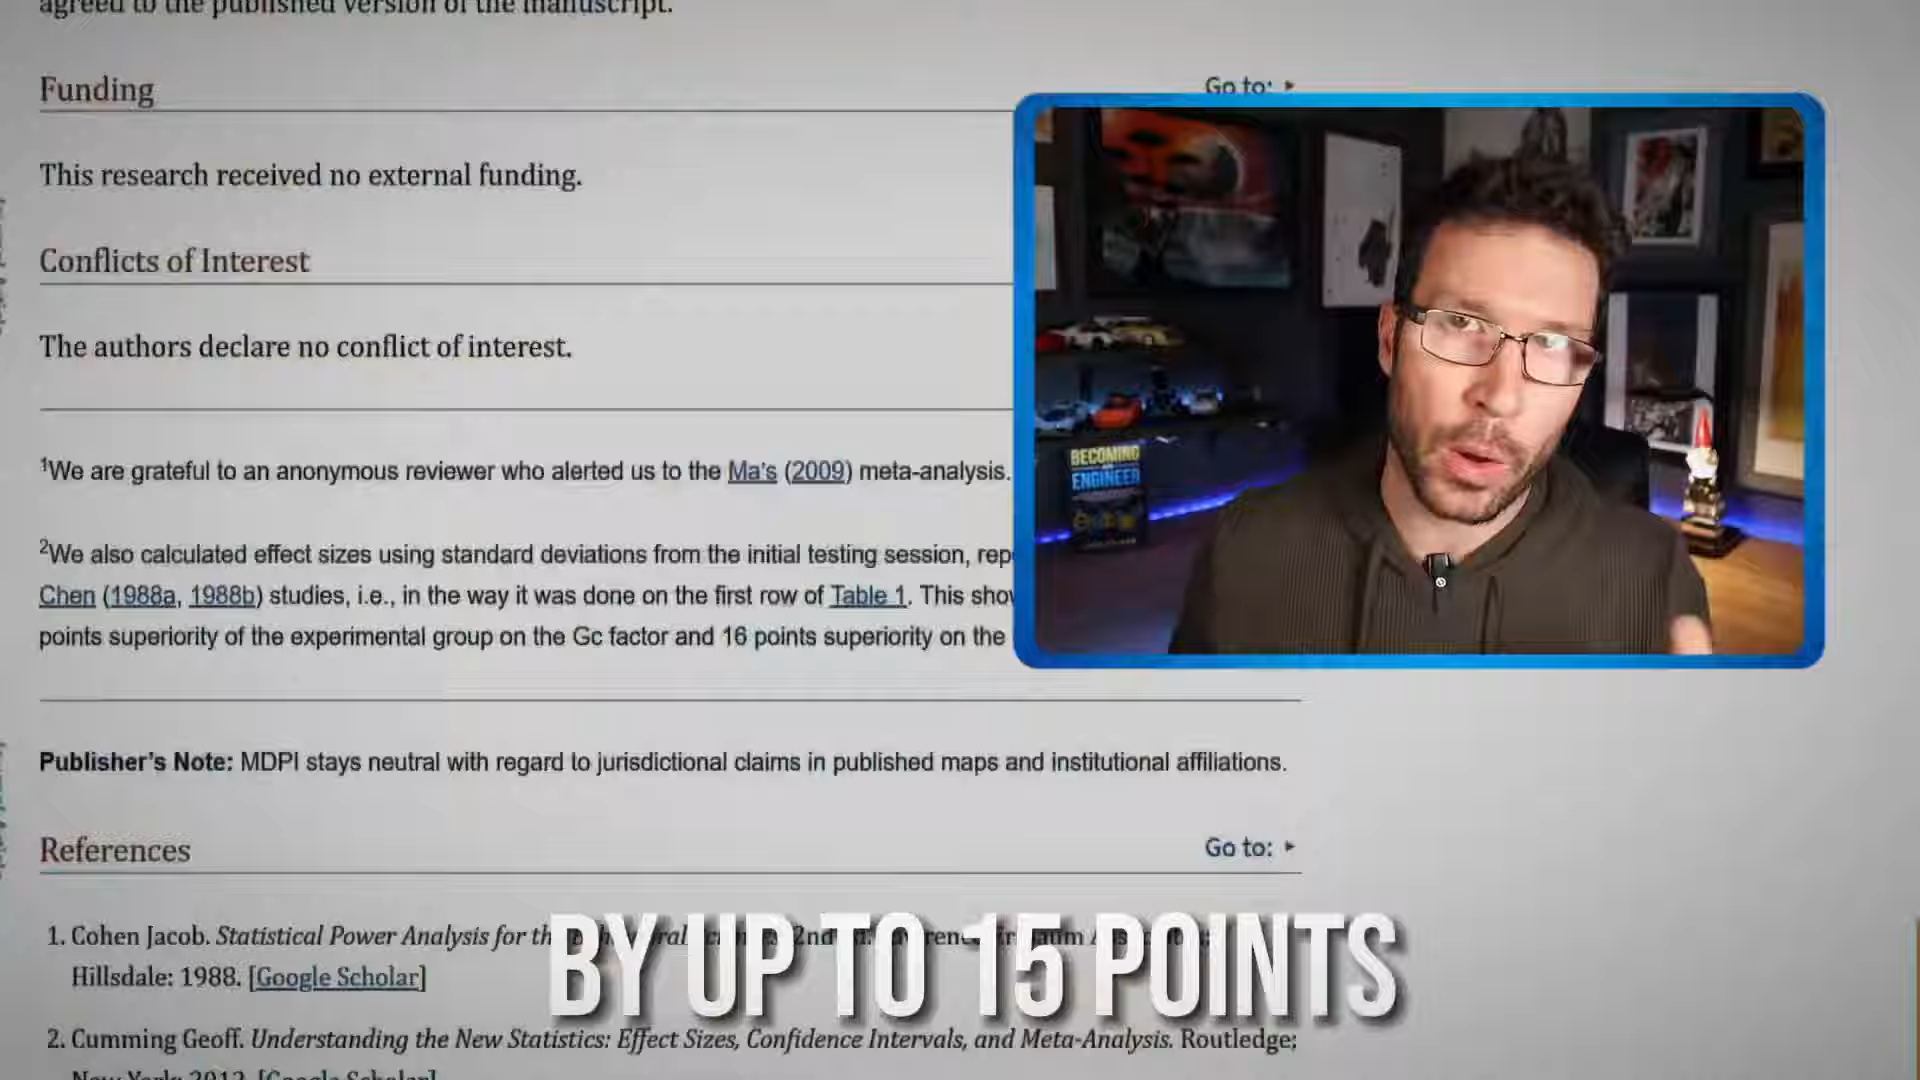 agreed to the published version of the manuscript.
Funding
Go to:
This research received no external funding.
Conflicts of Interest
The authors declare no conflict of interest.
BECOMING
ENGINEER
¹We are grateful to an anonymous reviewer who alerted us to the Ma's (2009) meta-analysis.
²We also calculated effect sizes using standard deviations from the initial testing session, rep
Chen (1988a, 1988b) studies, i.e., in the way it was done on the first row of Table 1. This
points superiority of the experimental group on the Gc factor and 16 points superiority on the
Publisher's Note: MDPI stays neutral with regard to jurisdictional claims in published maps and institutional affiliations.
References
Go to:
1. Cohen Jacob. Statistical Power Analysis for
Hillsdale: 1988. [Google Scholar]
BY UP TO 15 POINTS
2. Cumming Geoff. Understanding the New Statistics: Effect Sizes, Confidence Intervals, and Meta-Analysis. Routledge;
New York: 2012. [Google Scholar]